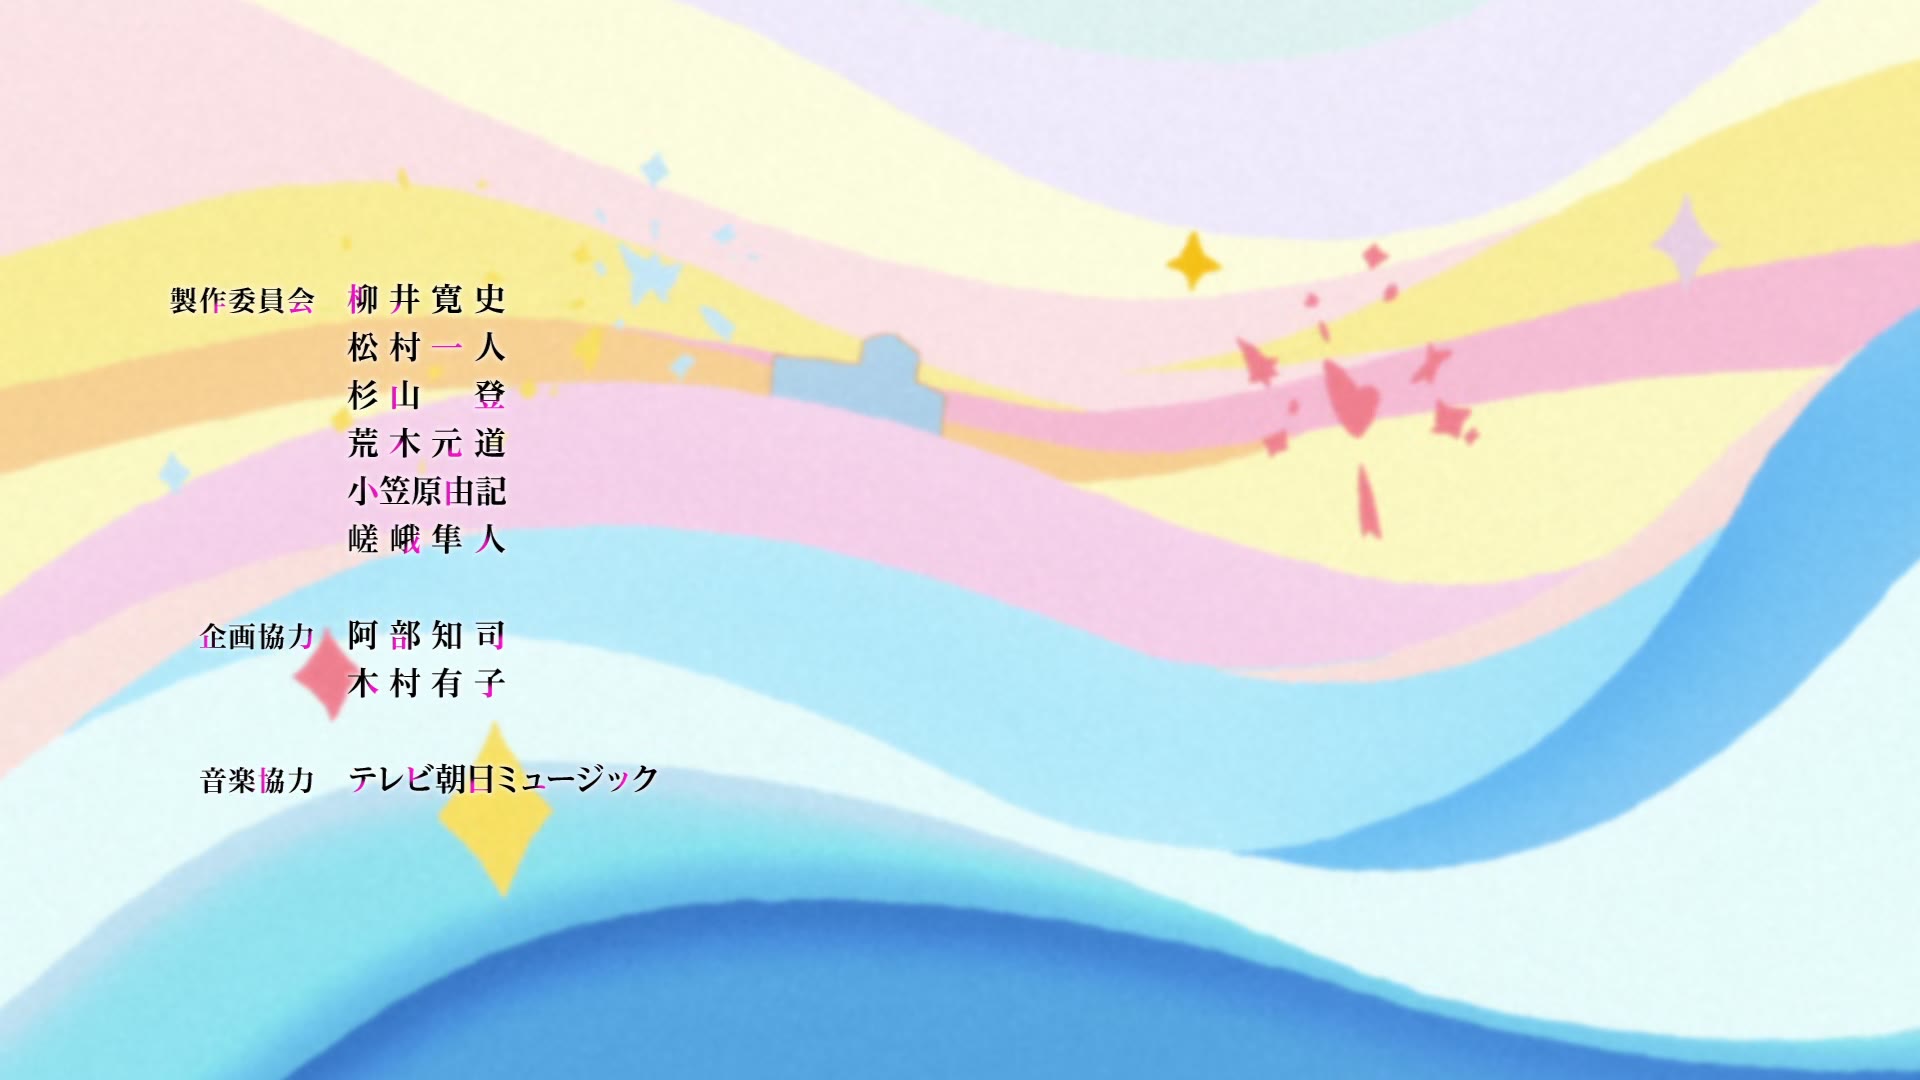 製作委員会 柳井寛史
松村一人
杉山 登
荒木元道
小笠原由記
嵯峨隼人
企画協力 阿部知司
木村有子
音楽協力 テレビ朝日ミュージック